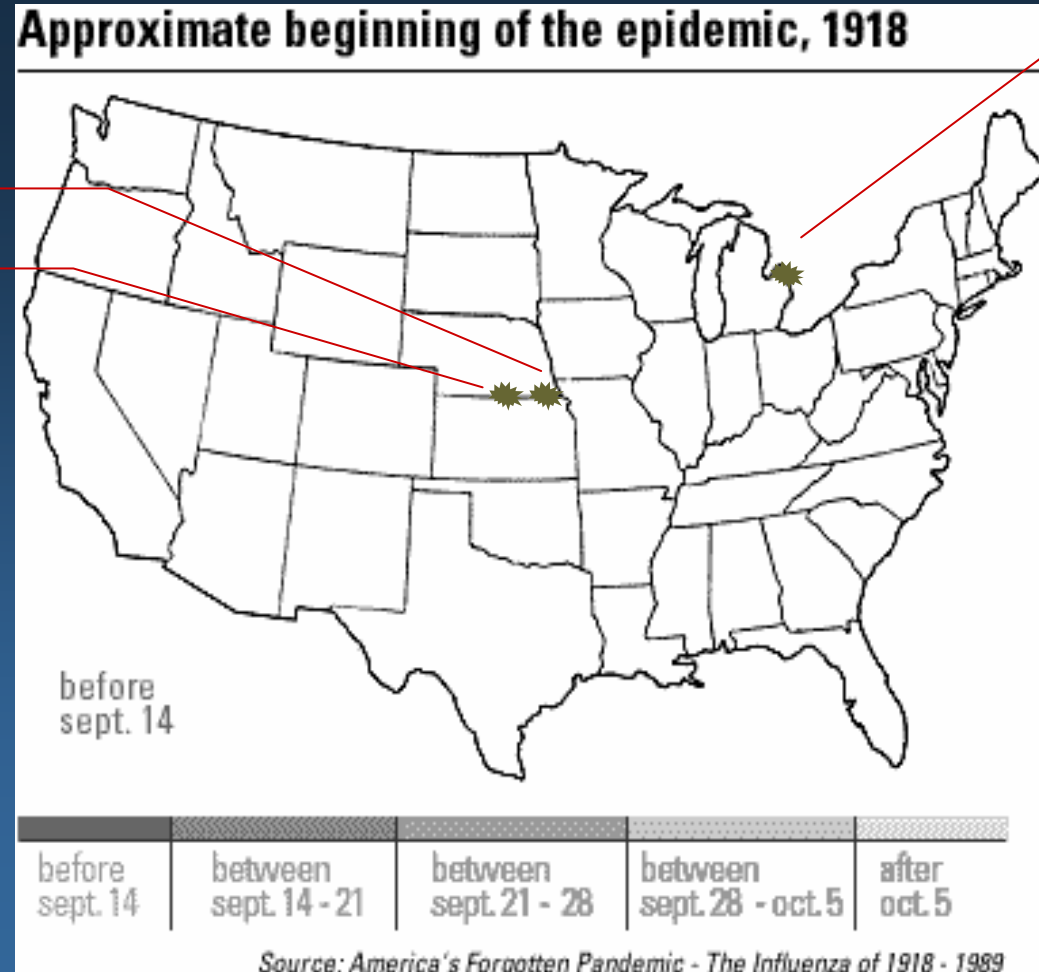 Approximate beginning of the epidemic, 1918
before
sept. 14
before
sept. 14
between
sept. 14 - 21
between
sept. 21 - 28
between
sept. 28 - oct. 5
after
oct. 5
Source: America's Forgotten Pandemic - The Influenza of 1918 - 1989